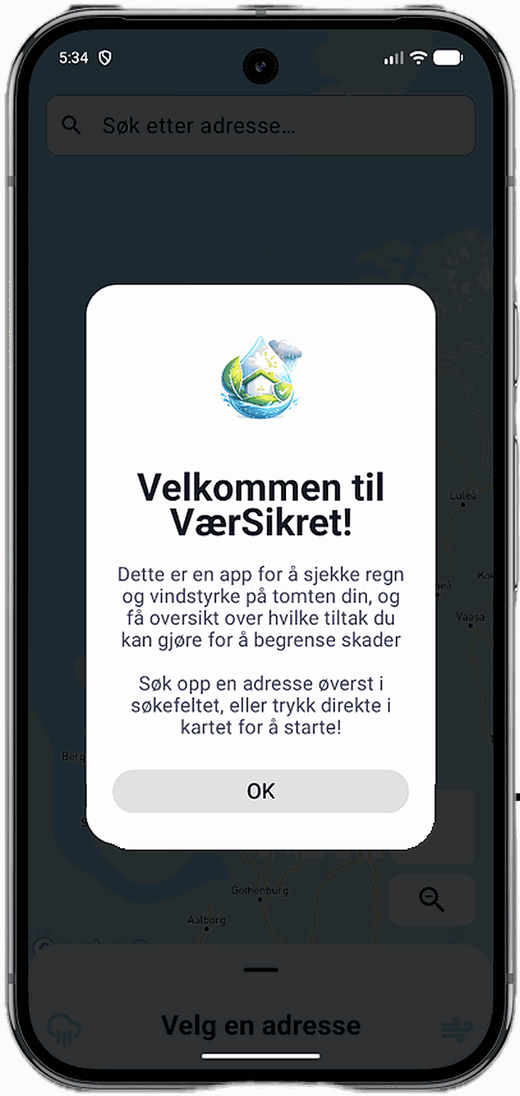 5:34
Søk etter adresse...
Luleå
Vaasa
Velkommen til
VærSikret!
Dette er en app for å sjekke regn
og vindstyrke på tomten din, og
få oversikt over hvilke tiltak du
kan gjøre for å begrense skader
Søk opp en adresse øverst i
søkefeltet, eller trykk direkte i
kartet for å starte!
OK
Gothenburg
Aalborg
Velg en adresse